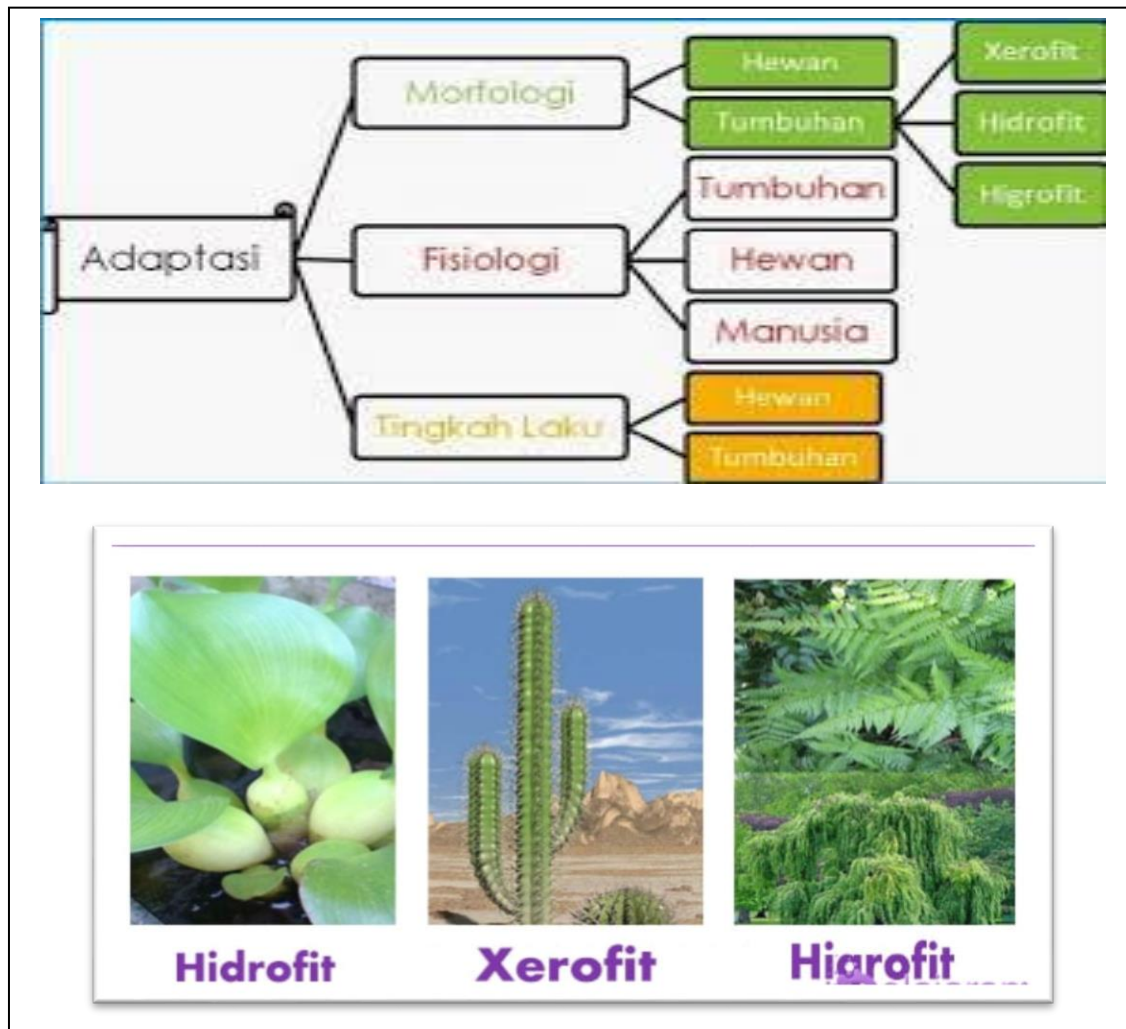 Adaptasi
Morfologi
Hewan
Tumbuhan
Xerofit
Hidrofit
Higrofit
Fisiologi
Tumbuhan
Hewan
Manusia
Tingkah Laku
Hewan
Tumbuhan
Hidrofit
Xerofit
Higrofit